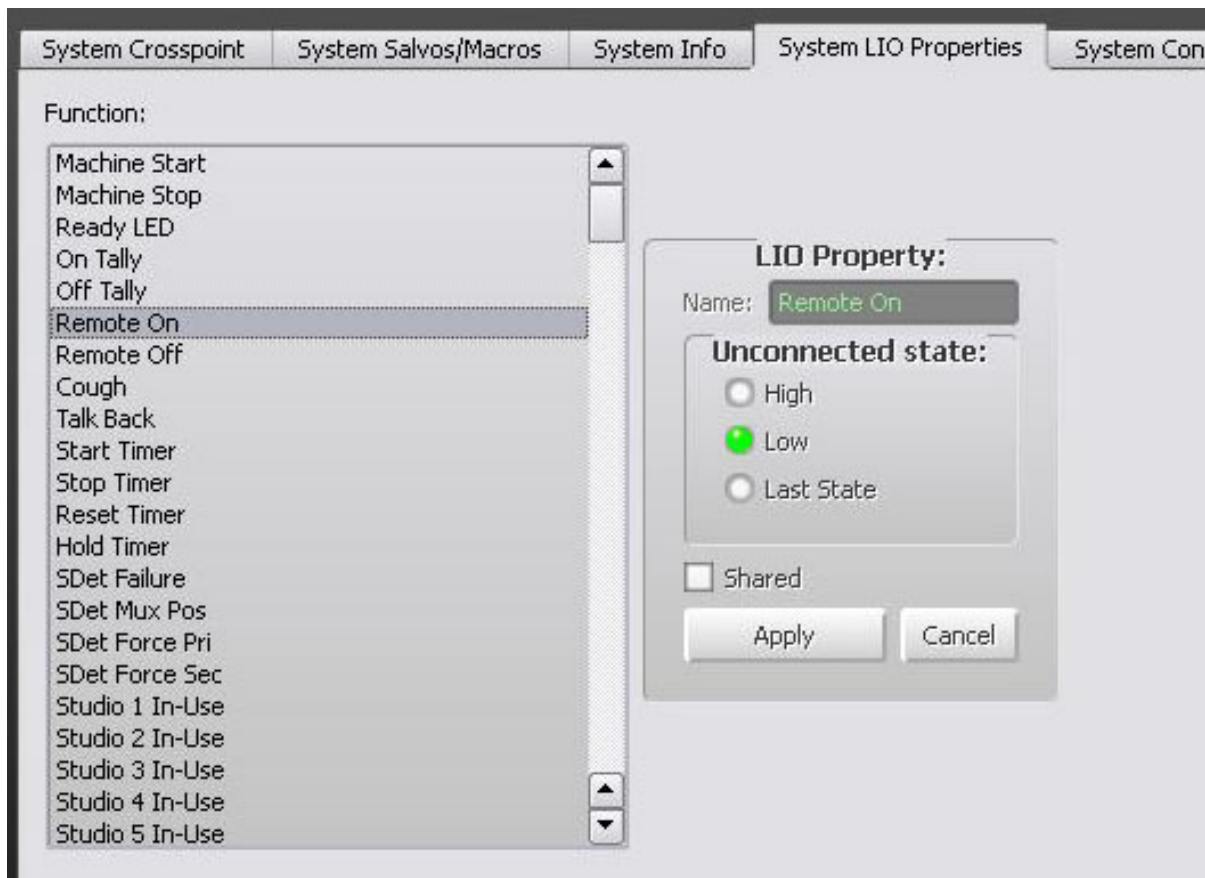 System Crosspoint
System Salvos/Macros
System Info
System LIO Properties
System Con
Function:
Machine Start
Machine Stop
Ready LED
On Tally
Off Tally
Remote On
Remote Off
Cough
Talk Back
Start Timer
Stop Timer
Reset Timer
Hold Timer
SDet Failure
SDet Mux Pos
SDet Force Pri
SDet Force Sec
Studio 1 In-Use
Studio 2 In-Use
Studio 3 In-Use
Studio 4 In-Use
Studio 5 In-Use
LIO Property:
Name: Remote On
Unconnected state:
High
Low
Last State
Shared
Apply
Cancel